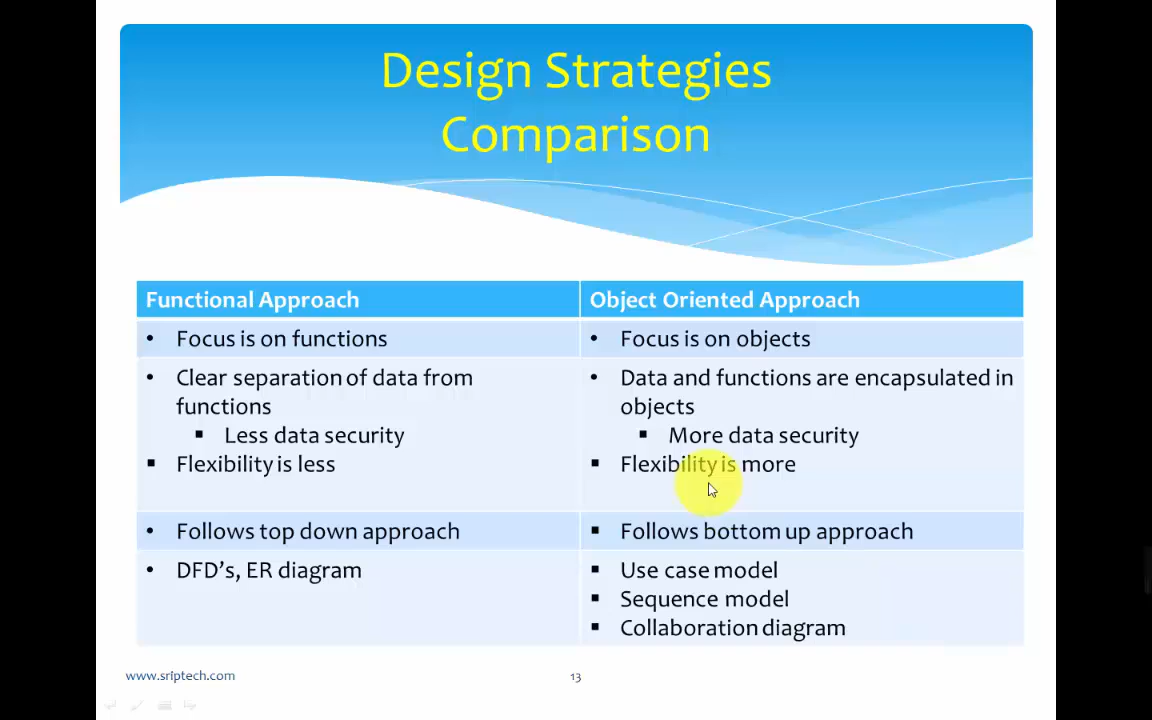 Design Strategies
Comparison
Functional Approach
Object Oriented Approach
• Focus is on functions
• Focus is on objects
• Clear separation of data from
functions
▪ Less data security
▪ Flexibility is less
• Data and functions are encapsulated in
objects
▪ More data security
▪ Flexibility is more
• Follows top down approach
▪ Follows bottom up approach
• DFD's, ER diagram
▪ Use case model
▪ Sequence model
▪ Collaboration diagram
www.sriptech.com
13